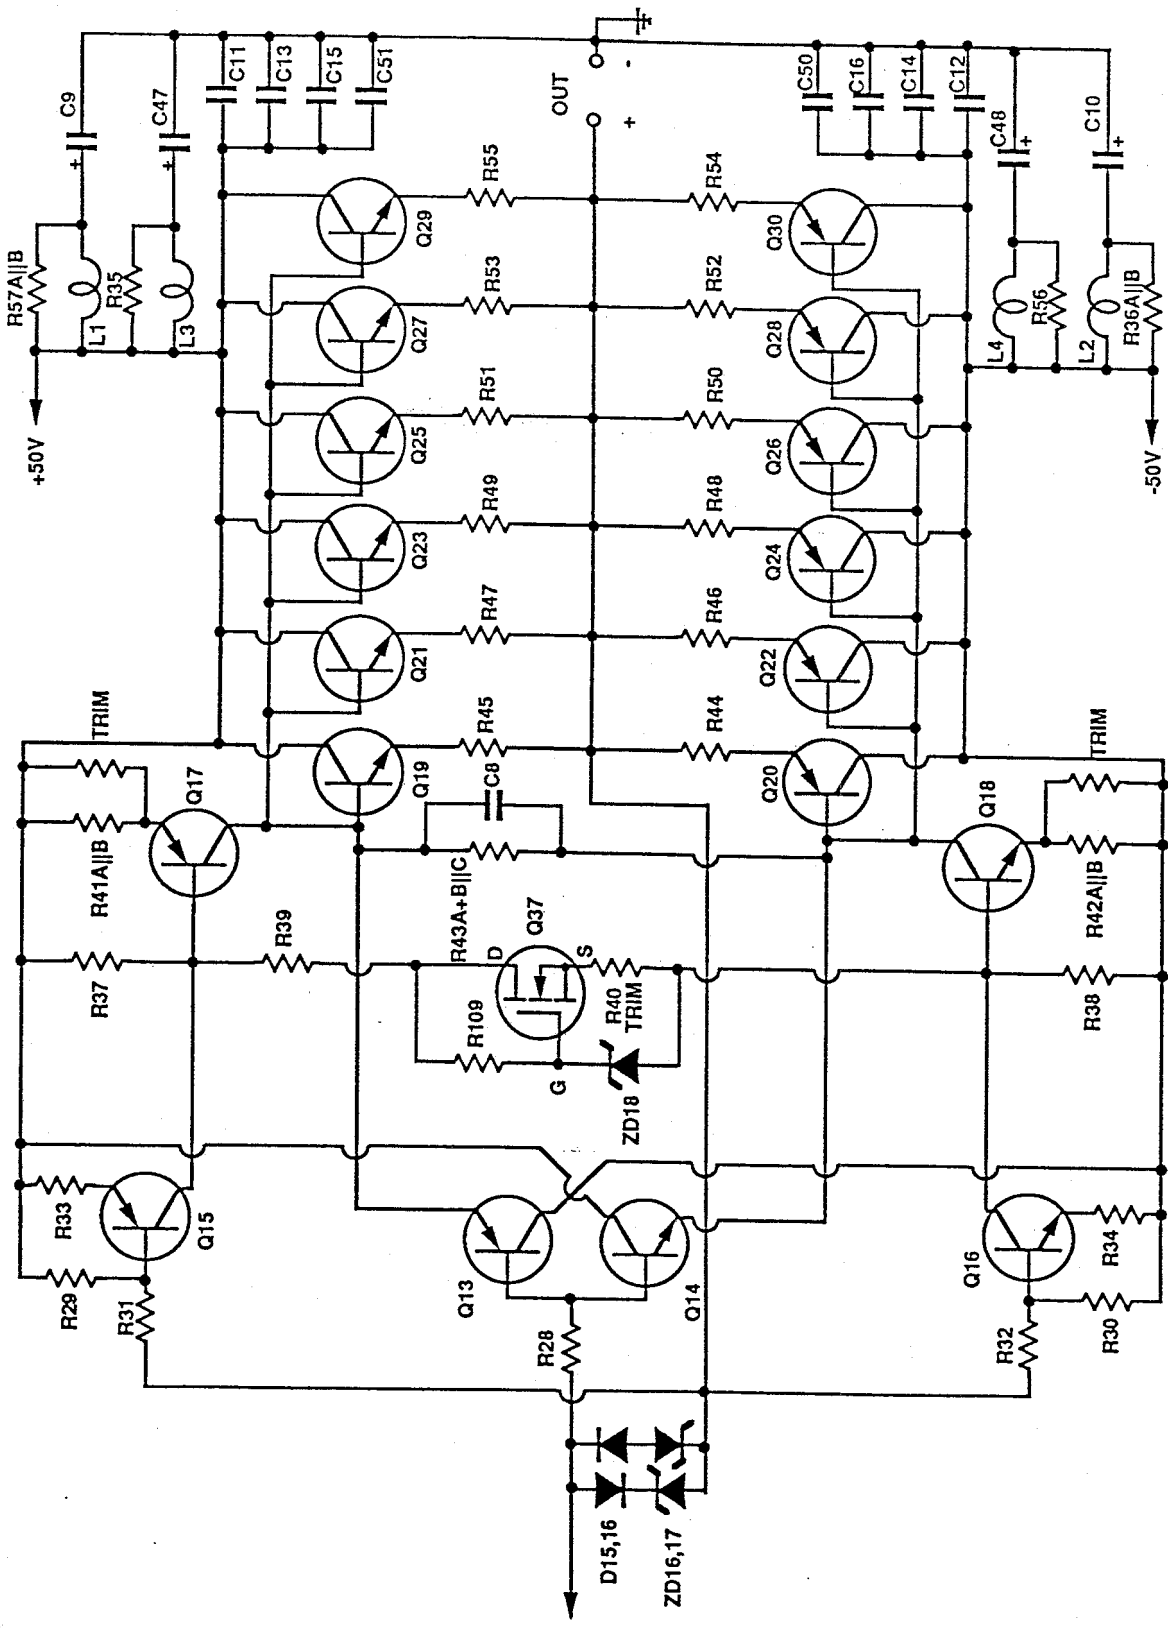 +50V
R57A||B
C9
L1
R35
C47
L3
C11
C13
C15
C51
OUT
-
+
C50
C16
C14
C12
C48
L4
R56
C10
L2
R36A||B
-50V
Q29
R55
R54
Q30
Q27
R53
R52
Q28
Q25
R51
R50
Q26
Q23
R49
R48
Q24
Q21
R47
R46
Q22
Q19
R45
R44
Q20
TRIM
Q17
R41A||B
C8
R43A+B||C
TRIM
Q18
R42A||B
R37
R39
D
Q37
S
R40
TRIM
R109
G
ZD18
R38
R33
Q15
R29
R31
Q13
Q14
R28
Q16
R34
R32
R30
D15,16
ZD16,17
+
+
+
+